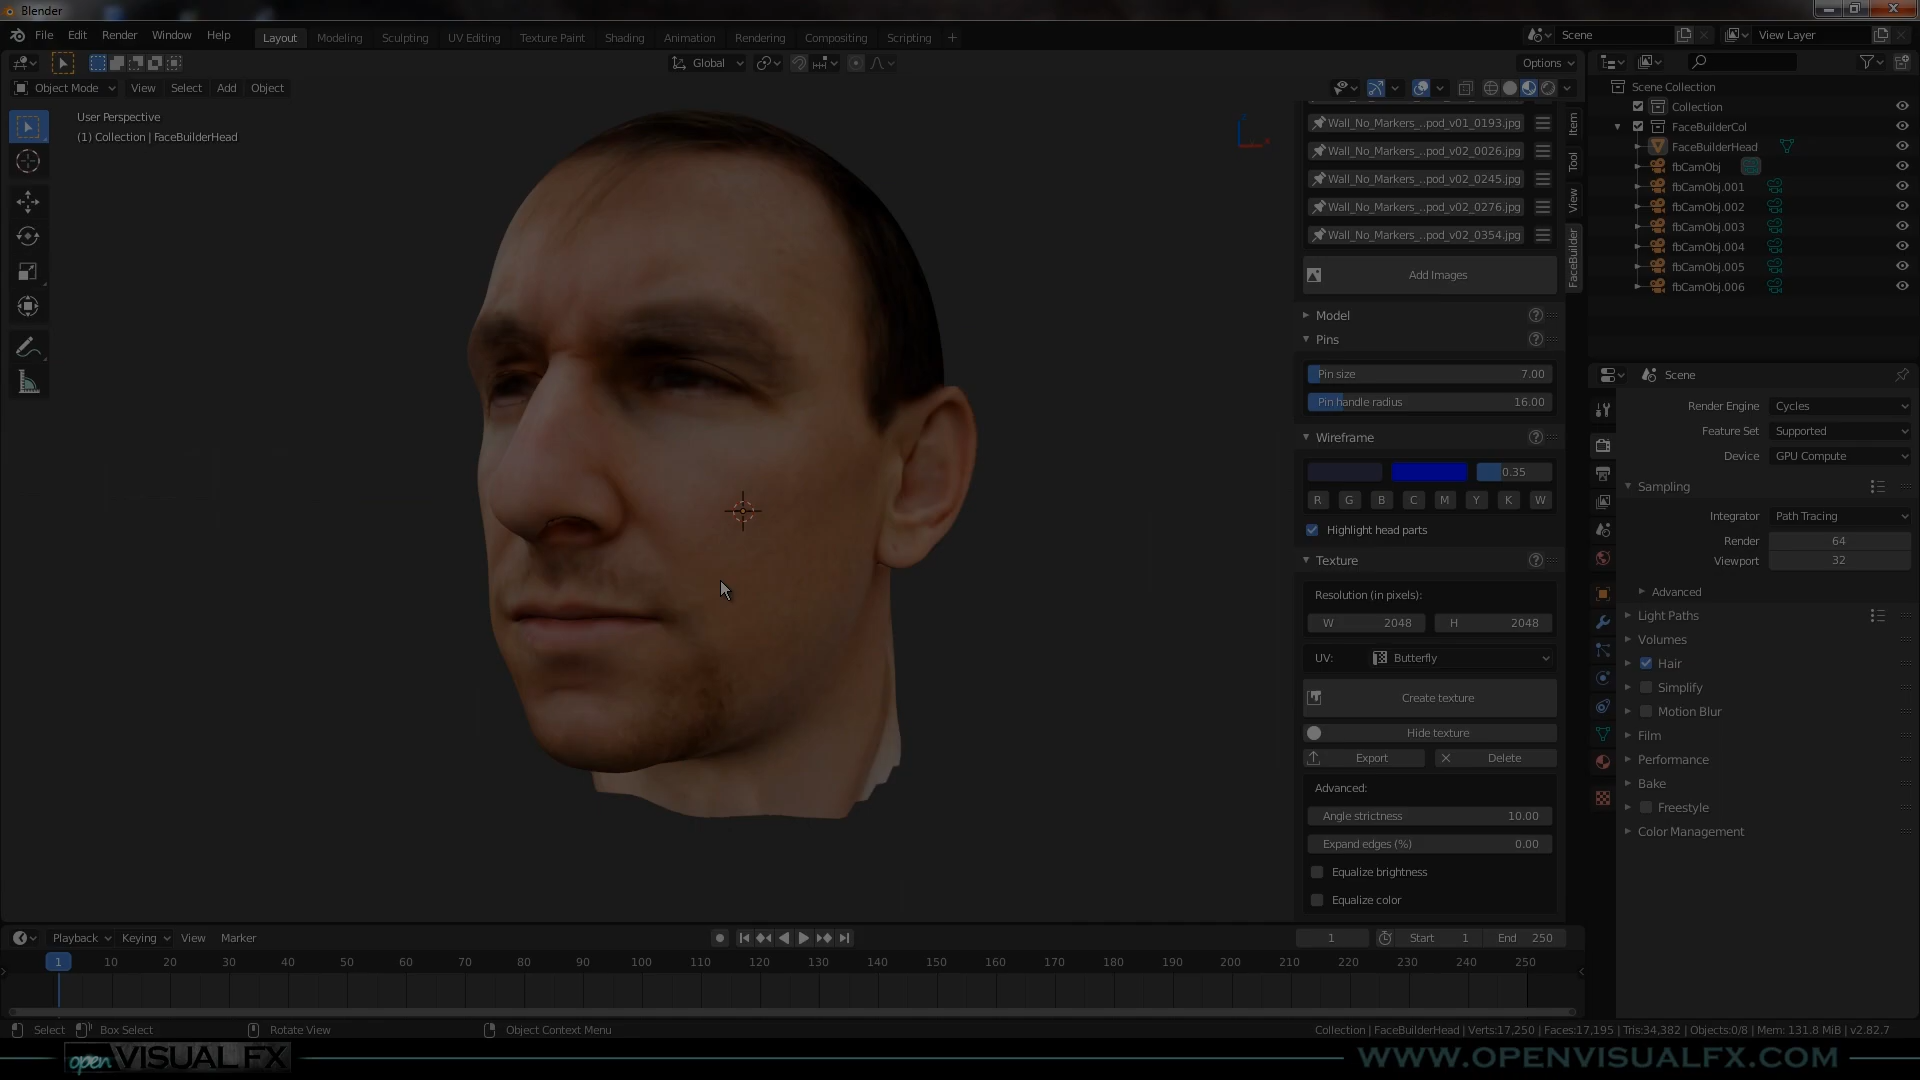 Blender
File Edit Render Window Help
Layout Modeling Sculpting UV Editing Texture Paint Shading Animation Rendering Compositing Scripting +
Scene
View Layer
Global
Options
Object Mode View Select Add Object
User Perspective
(1) Collection | FaceBuilderHead
Wall_No_Markers_..pod_v01_0193.jpg
Wall_No_Markers_..pod_v02_0026.jpg
Wall_No_Markers_..pod_v02_0245.jpg
Wall_No_Markers_..pod_v02_0276.jpg
Wall_No_Markers_..pod_v02_0354.jpg
Add Images
Model
Pins
Pin size 7.00
Pin handle radius 16.00
Wireframe
0.35
R G B C M Y K W
Highlight head parts
Texture
Resolution (in pixels):
W 2048 H 2048
UV: Butterfly
Create texture
Hide texture
Export Delete
Advanced:
Angle strictness 10.00
Expand edges (%) 0.00
Equalize brightness
Equalize color
Item
Tool
View
FaceBuilder
Scene Collection
Collection
FaceBuilderCol
FaceBuilderHead
fbCamObj
fbCamObj.001
fbCamObj.002
fbCamObj.003
fbCamObj.004
fbCamObj.005
fbCamObj.006
Scene
Render Engine Cycles
Feature Set Supported
Device GPU Compute
Sampling
Integrator Path Tracing
Render 64
Viewport 32
Advanced
Light Paths
Volumes
Hair
Simplify
Motion Blur
Film
Performance
Bake
Freestyle
Color Management
Playback Keying View Marker
1 Start 1 End 250
1 10 20 30 40 50 60 70 80 90 100 110 120 130 140 150 160 170 180 190 200 210 220 230 240 250
Select Box Select Rotate View Object Context Menu
Collection | FaceBuilderHead | Verts:17,250 | Faces:17,195 | Tris:34,382 | Objects:0/8 | Mem: 131.8 MiB | v2.82.7
open VISUALFX
WWW.OPENVISUALFX.COM